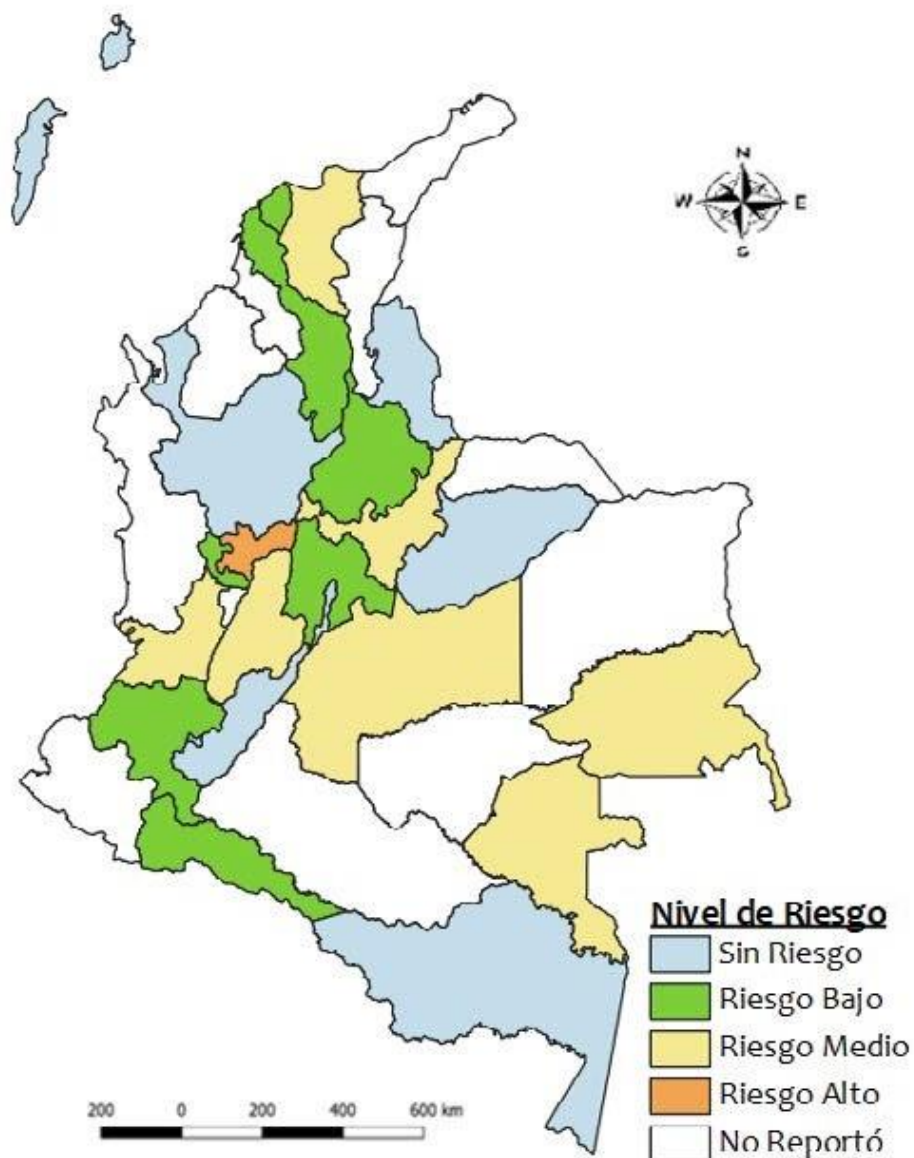 N
W
E
S
Nivel de Riesgo
Sin Riesgo
Riesgo Bajo
Riesgo Medio
Riesgo Alto
No Reportó
200 0 200 400 600 km